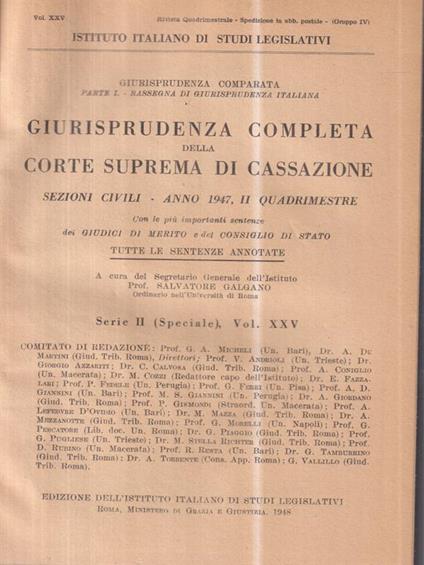 Vol. XXV
Rivista Quadrimestrale - Spedizione in abb. postale - (Gruppo IV)
ISTITUTO ITALIANO DI STUDI LEGISLATIVI
GIURISPRUDENZA COMPARATA
PARTE I. - RASSEGNA DI GIURISPRUDENZA ITALIANA
GIURISPRUDENZA COMPLETA
DELLA
CORTE SUPREMA DI CASSAZIONE
SEZIONI CIVILI - ANNO 1947, II QUADRIMESTRE
Con le più importanti sentenze
dei GIUDICI DI MERITO e del CONSIGLIO DI STATO
TUTTE LE SENTENZE ANNOTATE
A cura del Segretario Generale dell'Istituto
Prof. SALVATORE GALGANO
Ordinario nell'Università di Roma
Serie II (Speciale), Vol. XXV
COMITATO DI REDAZIONE: Prof. G. A. MICHELI (Un. Bari), Dr. A. DE
MARTINI (Giud. Trib. Roma), Direttori; Prof. V. ANDRIOLI (Un. Trieste); Dr.
GIORGIO AZZARITI; Dr. C. CALVOSA (Giud. Trib. Roma); Prof. A. CONIGLIO
(Un. Macerata); Dr. M. COZZI (Redattore capo dell'Istituto); Dr. E. FAZZA-
LARI; Prof. P. FEDELE (Un. Perugia); Prof. G. FERRI (Un. Pisa); Prof. A. D.
GIANNINI (Un. Bari); Prof. M. S. GIANNINI (Un. Perugia); Dr. A. GIORDANO
(Giud. Trib. Roma); Prof. P. GISMONDI (Straord. Un. Macerata); Prof. A.
LEFEBVRE D'OVIDIO (Un. Bari); Dr. M. MAZZA (Giud. Trib. Roma); Dr. A.
MEZZANOTTE (Giud. Trib. Roma); Prof. G. MORELLI (Un. Napoli); Prof. G.
PESCATORE (Lib. doc. Un. Roma); Dr. G. PIAGGIO (Giud. Trib. Roma); Prof.
G. PUGLIESE (Un. Trieste); Dr. M. STELLA RICHTER (Giud. Trib. Roma); Prof.
D. RUBINO (Un. Macerata); Prof. R. RESTA (Un. Bari); Dr. G. TAMBURRINO
(Giud. Trib. Roma); Dr. A. TORRENTE (Cons. App. Roma); G. VALLILLO (Giud.
Trib. Roma).
EDIZIONE DELL'ISTITUTO ITALIANO DI STUDI LEGISLATIVI
ROMA, MINISTERO DI GRAZIA E GIUSTIZIA, 1948